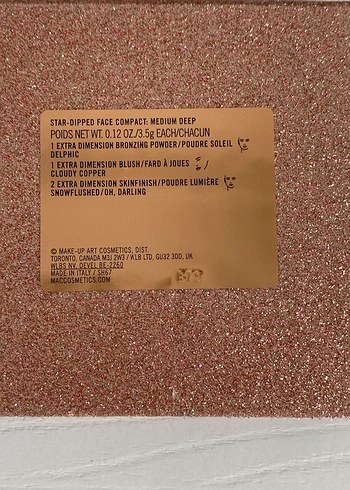 STAR-DIPPED FACE COMPACT: MEDIUM DEEP
POIDS NET WT. 0.12 OZ./3.5g EACH/CHACUN
1 EXTRA DIMENSION BRONZING POWDER/POUDRE SOLEIL
DELPHIC
1 EXTRA DIMENSION BLUSH/FARD À JOUES
CLOUDY COPPER
2 EXTRA DIMENSION SKINFINISH/POUDRE LUMIÈRE
SNOWFLUSHED/OH, DARLING
© MAKE-UP ART COSMETICS, DIST.
TORONTO, CANADA M3J 2W3 / WLB LTD, GU32 3DD, UK
WLBS NV, DEVEL BE-2260
MADE IN ITALY / SH67
MACCOSMETICS.COM